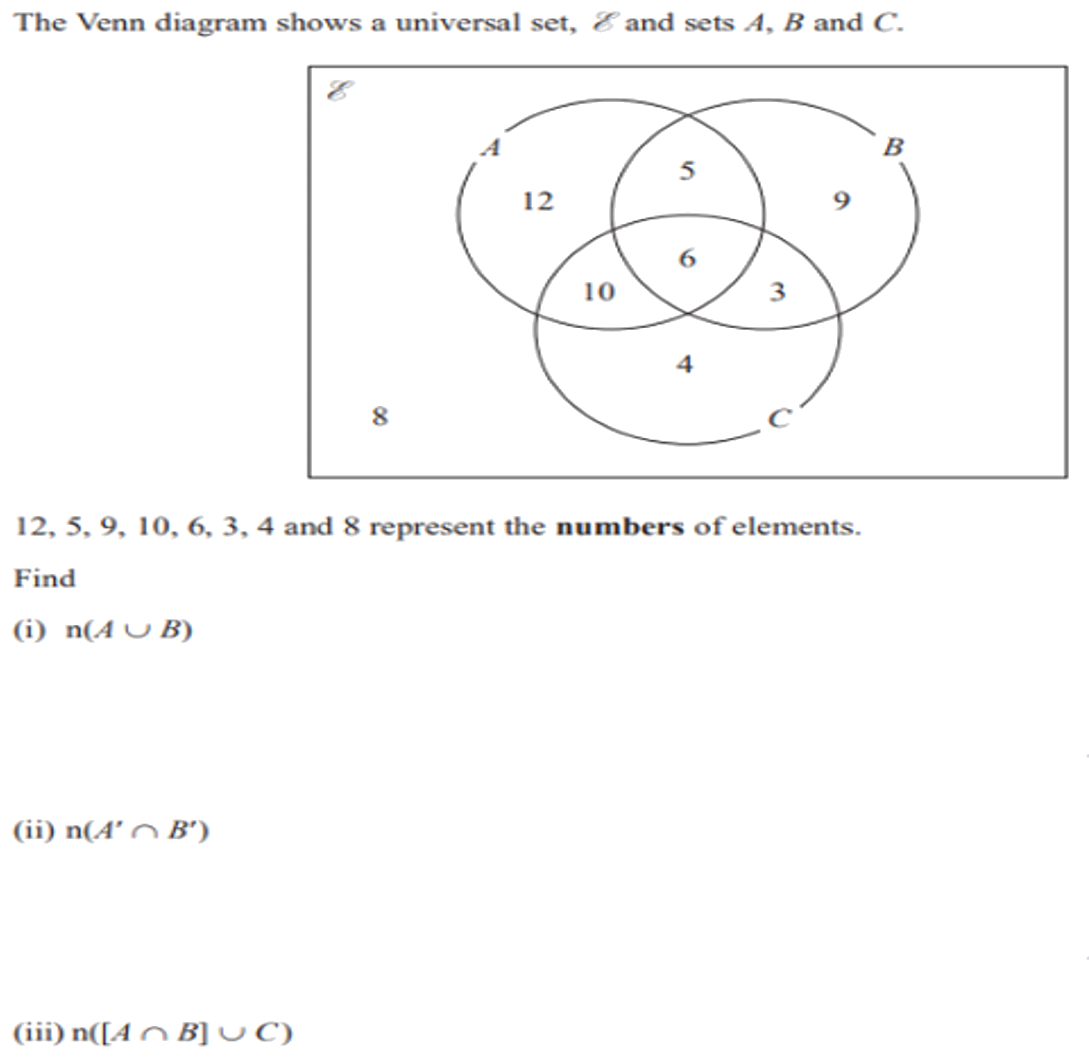 The Venn diagram shows a universal set, ℰ and sets A, B and C.
ℰ
A
B
5
12
9
6
10
3
4
8
C
12, 5, 9, 10, 6, 3, 4 and 8 represent the numbers of elements.
Find
(i) n(A ∪ B)
(ii) n(A′ ∩ B′)
(iii) n([A ∩ B] ∪ C)